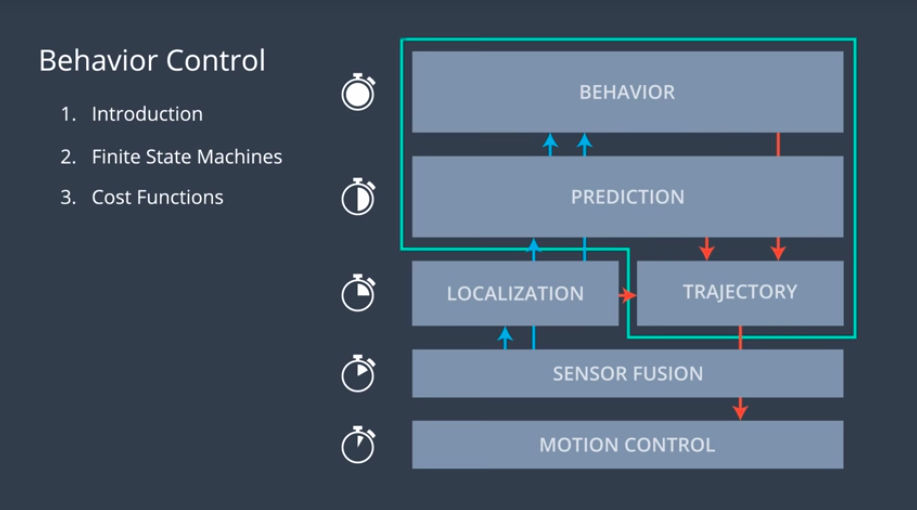 Behavior Control
1. Introduction
2. Finite State Machines
3. Cost Functions
BEHAVIOR
PREDICTION
LOCALIZATION
TRAJECTORY
SENSOR FUSION
MOTION CONTROL